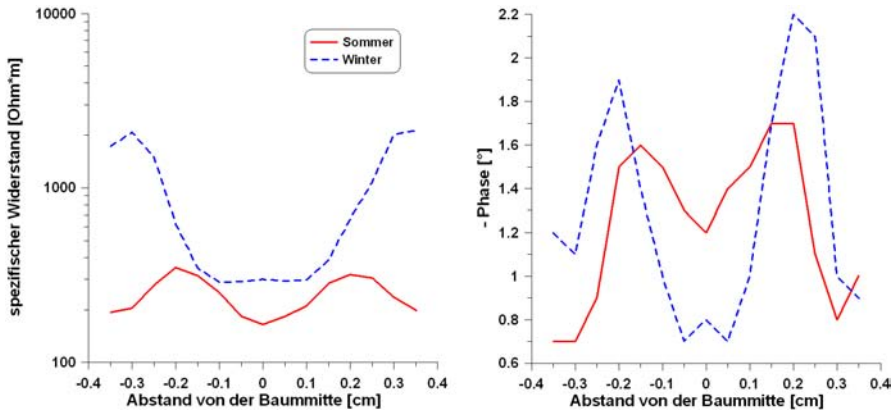 10000
1000
100
spezifischer Widerstand [Ohm*m]
Sommer
Winter
-0.4 -0.3 -0.2 -0.1 0 0.1 0.2 0.3 0.4
Abstand von der Baummitte [cm]
2.2
2
1.8
1.6
1.4
1.2
1
0.8
0.6
- Phase [°]
-0.4 -0.3 -0.2 -0.1 0 0.1 0.2 0.3 0.4
Abstand von der Baummitte [cm]